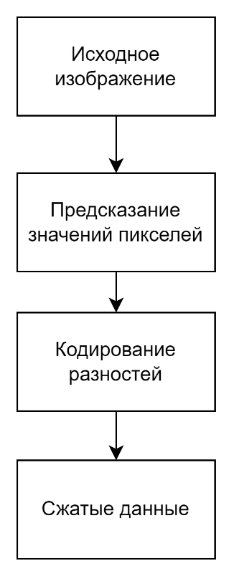 Исходное
изображение
Предсказание
значений пикселей
Кодирование
разностей
Сжатые данные